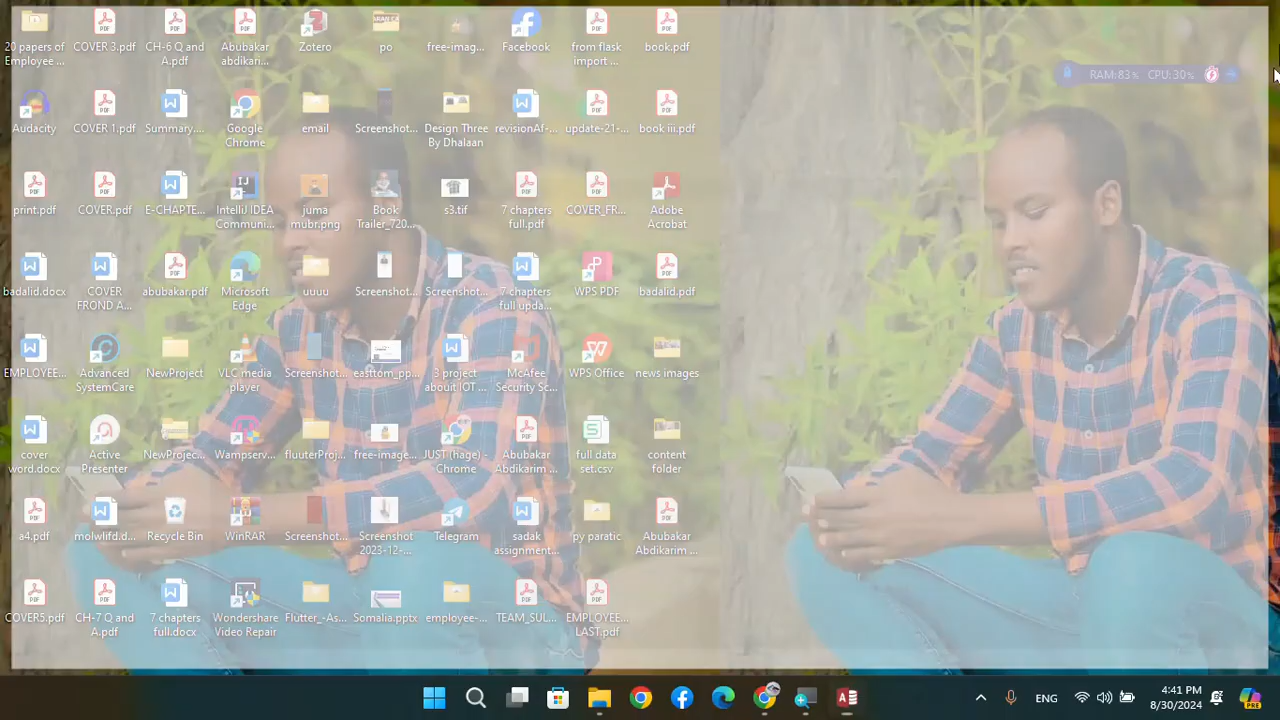 20 papers of Employee ...
COVER 3.pdf
CH-6 Q and A.pdf
Abubakar abdikari...
Zotero
po
free-imag...
Facebook
from flask import ...
book.pdf
RAM:83% CPU:30%
Audacity
COVER 1.pdf
Summary....
Google Chrome
email
Screenshot...
Design Three By Dhalaan
revisionAf-...
update-21-...
book iii.pdf
print.pdf
COVER.pdf
E-CHAPTE...
IntelliJ IDEA Communi...
juma mubr.png
Book Trailer_720...
s3.tif
7 chapters full.pdf
COVER_FR...
Adobe Acrobat
badalid.docx
COVER FROND A...
abubakar.pdf
Microsoft Edge
uuuu
Screenshot...
Screenshot...
7 chapters full upda...
WPS PDF
badalid.pdf
EMPLOYEE...
Advanced SystemCare
NewProject
VLC media player
Screenshot...
easttom_pp...
3 project abouit IOT ...
McAfee Security Sc...
WPS Office
news images
cover word.docx
Active Presenter
NewProjec...
Wampserv...
fluuterProj...
free-image...
JUST (hage) - Chrome
Abubakar Abdikarim ...
full data set.csv
content folder
a4.pdf
molwlifd.d...
Recycle Bin
WinRAR
Screenshot...
Screenshot 2023-12-...
Telegram
sadak assignment...
py paratic
Abubakar Abdikarim ...
COVER5.pdf
CH-7 Q and A.pdf
7 chapters full.docx
Wondershare Video Repair
Flutter_-As...
Somalia.pptx
employee-...
TEAM_SUL...
EMPLOYEE... LAST.pdf
ENG
4:41 PM
8/30/2024